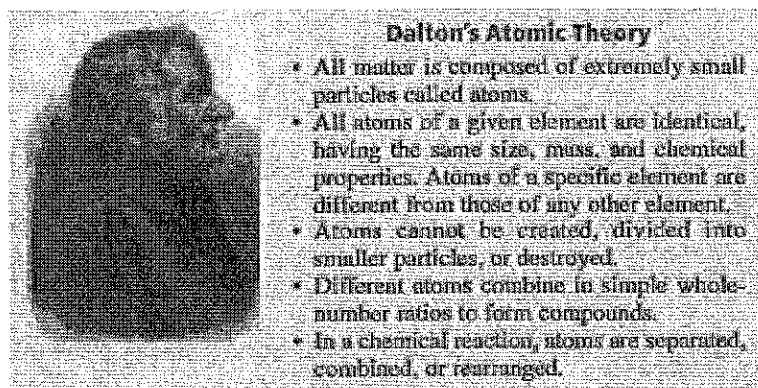 Dalton's Atomic Theory
• All matter is composed of extremely small
particles called atoms.
• All atoms of a given element are identical,
having the same size, mass, and chemical
properties. Atoms of a specific element are
different from those of any other element.
• Atoms cannot be created, divided into
smaller particles, or destroyed.
• Different atoms combine in simple whole-
number ratios to form compounds.
• In a chemical reaction, atoms are separated,
combined, or rearranged.